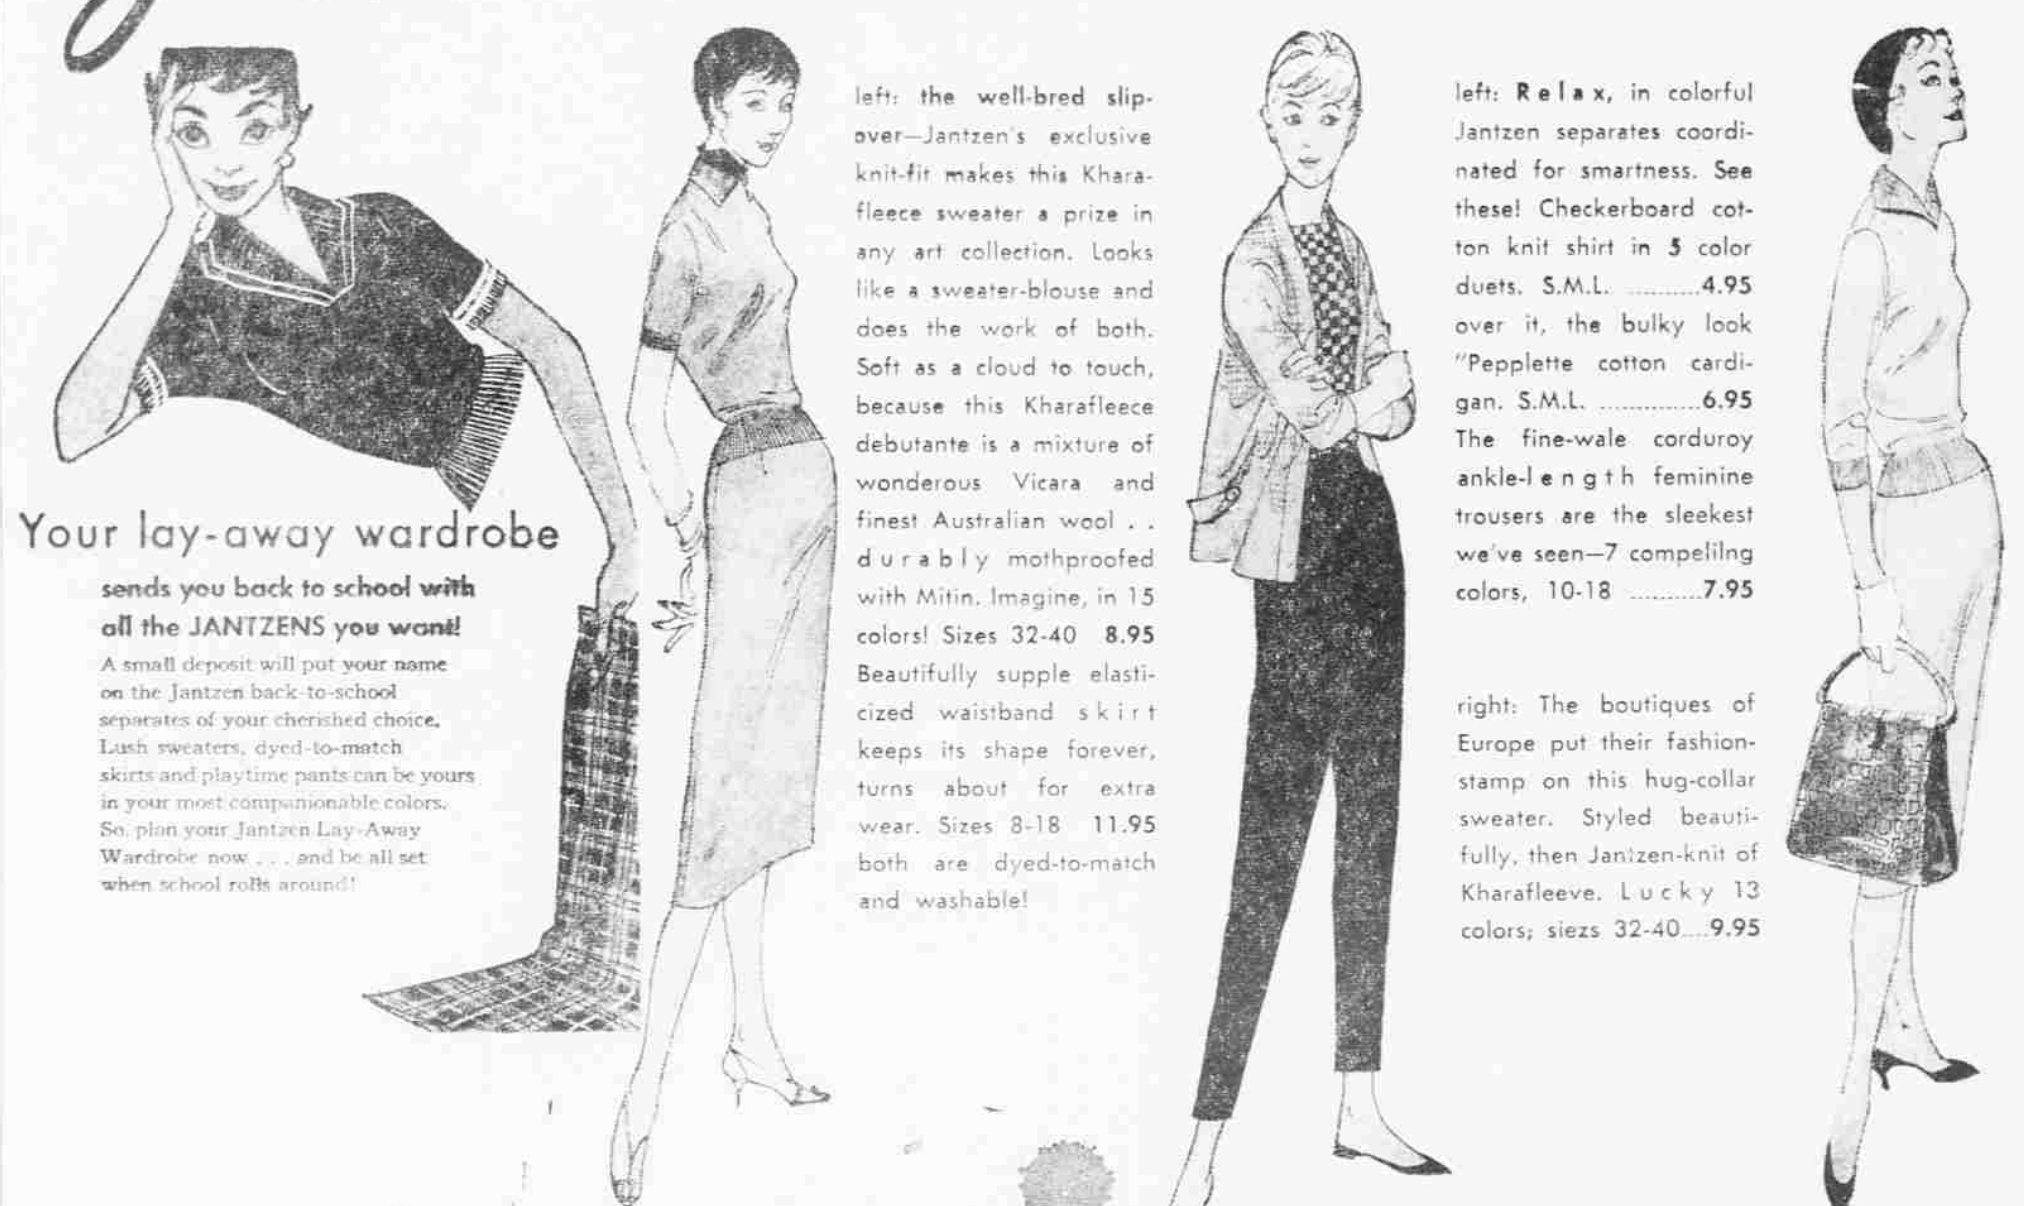 Your lay-away wardrobe
sends you back to school with
all the JANTZENS you want!
A small deposit will put your name
on the Jantzen back-to-school
separates of your cherished choice.
Lush sweaters, dyed-to-match
skirts and playtime pants can be yours
in your most companionable colors.
So, plan your Jantzen Lay-Away
Wardrobe now . . . and be all set
when school rolls around!
left: the well-bred slip-
over—Jantzen's exclusive
knit-fit makes this Khara-
fleece sweater a prize in
any art collection. Looks
like a sweater-blouse and
does the work of both.
Soft as a cloud to touch,
because this Kharafleece
debutante is a mixture of
wonderous Vicara and
finest Australian wool . .
durably mothproofed
with Mitin. Imagine, in 15
colors! Sizes 32-40 8.95
Beautifully supple elasti-
cized waistband skirt
keeps its shape forever,
turns about for extra
wear. Sizes 8-18 11.95
both are dyed-to-match
and washable!
left: Relax, in colorful
Jantzen separates coordi-
nated for smartness. See
these! Checkerboard cot-
ton knit shirt in 5 color
duets. S.M.L. ..........4.95
over it, the bulky look
"Pepplette cotton cardi-
gan. S.M.L. ..............6.95
The fine-wale corduroy
ankle-length feminine
trousers are the sleekest
we've seen—7 compelilng
colors, 10-18 ..........7.95
right: The boutiques of
Europe put their fashion-
stamp on this hug-collar
sweater. Styled beauti-
fully, then Jantzen-knit of
Kharafleeve. Lucky 13
colors; siezs 32-40....9.95